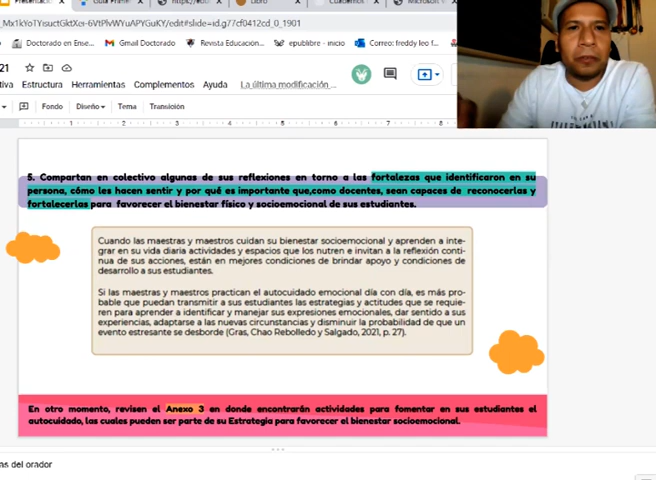 Guía Primer
https://edu
Libro
Cuadernos
Microsoft
_Mx1kYoTYisuctGktXei-6VtPlvWYuAPYGuKY/edit#slide=id.g77cf0412cd_0_1901
Doctorado en Ense...
Gmail Doctorado
Revista Educación...
epublibre - inicio
Correo: freddy leo f...
21
tiva Estructura Herramientas Complementos Ayuda La última modificación...
Fondo Diseño Tema Transición
5. Compartan en colectivo algunas de sus reflexiones en torno a las fortalezas que identificaron en su
persona, cómo les hacen sentir y por qué es importante que,como docentes, sean capaces de reconocerlas y
fortalecerlas para favorecer el bienestar físico y socioemocional de sus estudiantes.
Cuando las maestras y maestros cuidan su bienestar socioemocional y aprenden a inte-
grar en su vida diaria actividades y espacios que los nutren e invitan a la reflexión conti-
nua de sus acciones, están en mejores condiciones de brindar apoyo y condiciones de
desarrollo a sus estudiantes.
Si las maestras y maestros practican el autocuidado emocional día con día, es más pro-
bable que puedan transmitir a sus estudiantes las estrategias y actitudes que se requie-
ren para aprender a identificar y manejar sus expresiones emocionales, dar sentido a sus
experiencias, adaptarse a las nuevas circunstancias y disminuir la probabilidad de que un
evento estresante se desborde (Gras, Chao Rebolledo y Salgado, 2021, p. 27).
En otro momento, revisen el Anexo 3 en donde encontrarán actividades para fomentar en sus estudiantes el
autocuidado, las cuales pueden ser parte de su Estrategia para favorecer el bienestar socioemocional.
as del orador